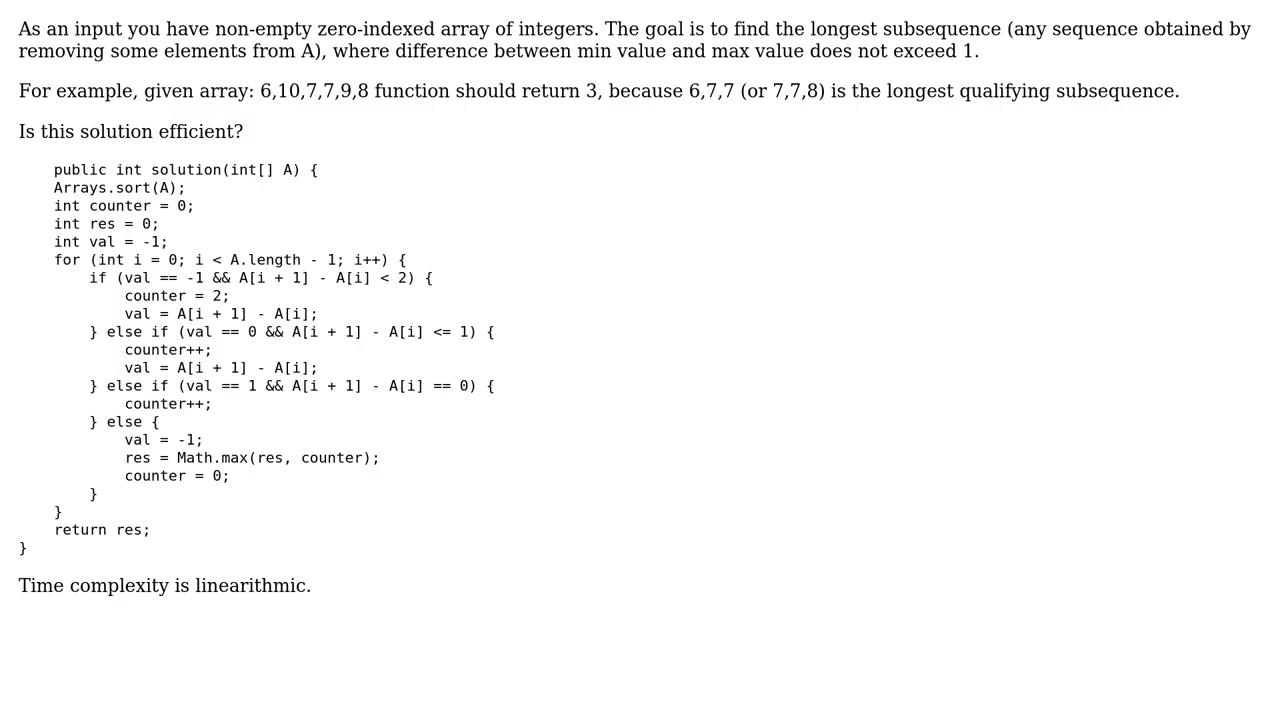 As an input you have non-empty zero-indexed array of integers. The goal is to find the longest subsequence (any sequence obtained by
removing some elements from A), where difference between min value and max value does not exceed 1.
For example, given array: 6,10,7,7,9,8 function should return 3, because 6,7,7 (or 7,7,8) is the longest qualifying subsequence.
Is this solution efficient?
    public int solution(int[] A) {
    Arrays.sort(A);
    int counter = 0;
    int res = 0;
    int val = -1;
    for (int i = 0; i < A.length - 1; i++) {
        if (val == -1 && A[i + 1] - A[i] < 2) {
            counter = 2;
            val = A[i + 1] - A[i];
        } else if (val == 0 && A[i + 1] - A[i] <= 1) {
            counter++;
            val = A[i + 1] - A[i];
        } else if (val == 1 && A[i + 1] - A[i] == 0) {
            counter++;
        } else {
            val = -1;
            res = Math.max(res, counter);
            counter = 0;
        }
    }
    return res;
}
Time complexity is linearithmic.